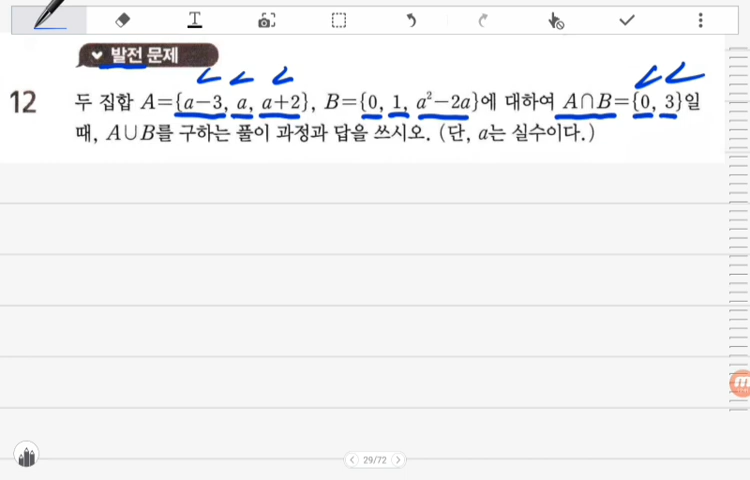 T
발전 문제
12 두 집합 A={a−3, a, a+2}, B={0, 1, a²−2a}에 대하여 A∩B={0, 3}일
때, A∪B를 구하는 풀이 과정과 답을 쓰시오. (단, a는 실수이다.)
29/72